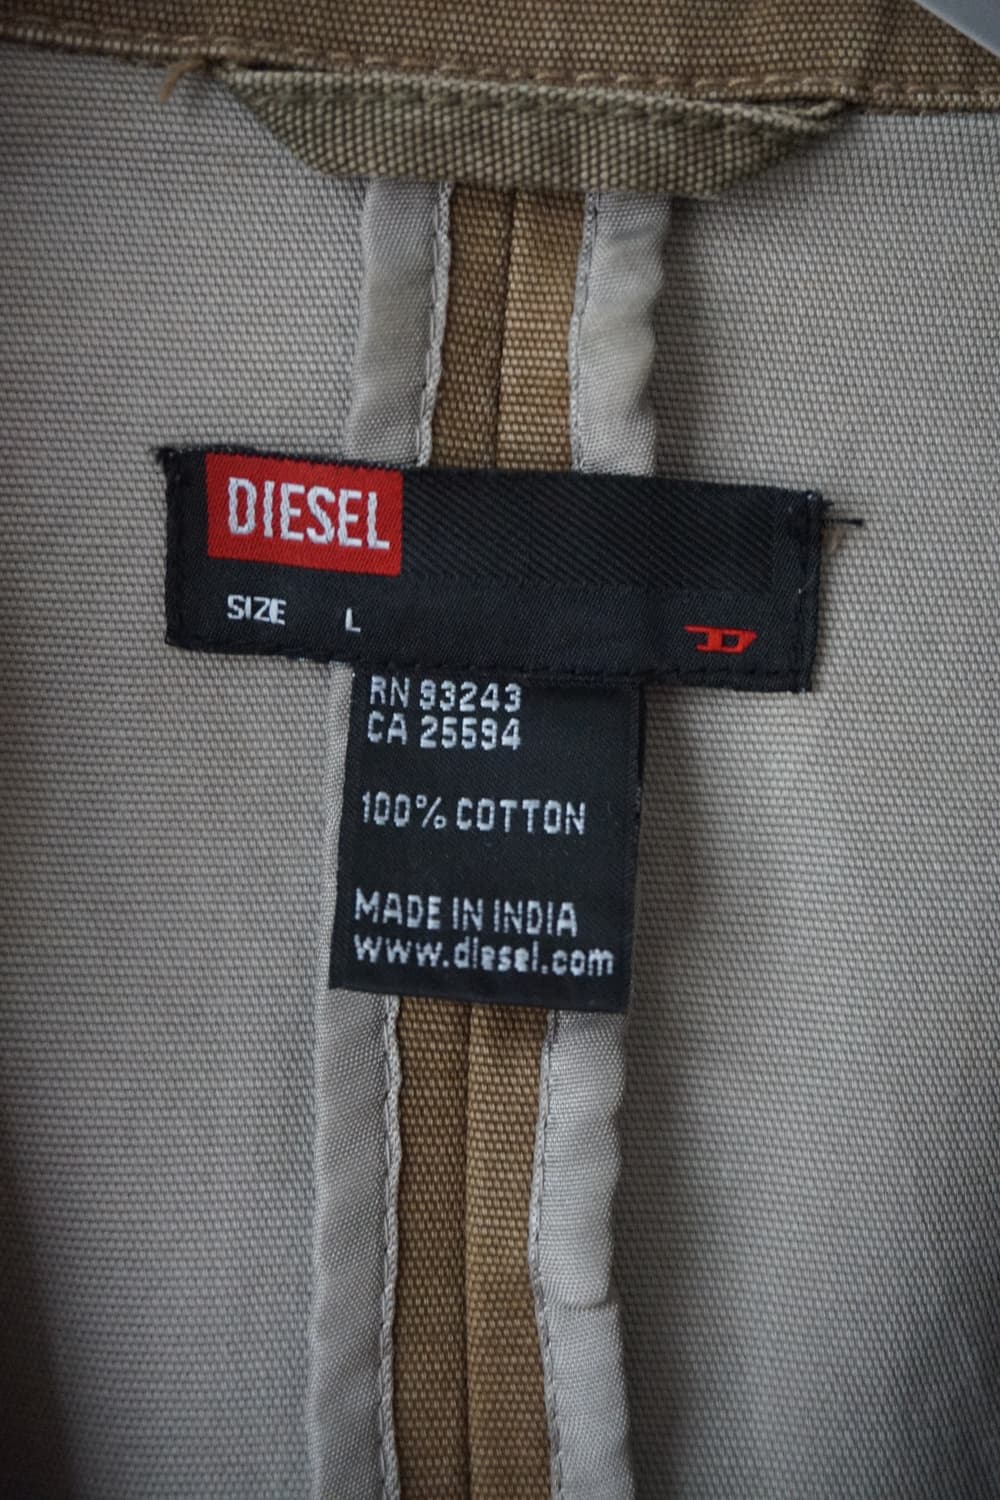 DIESEL
SIZE L
RN 93243
CA 25594
100% COTTON
MADE IN INDIA
www.diesel.com